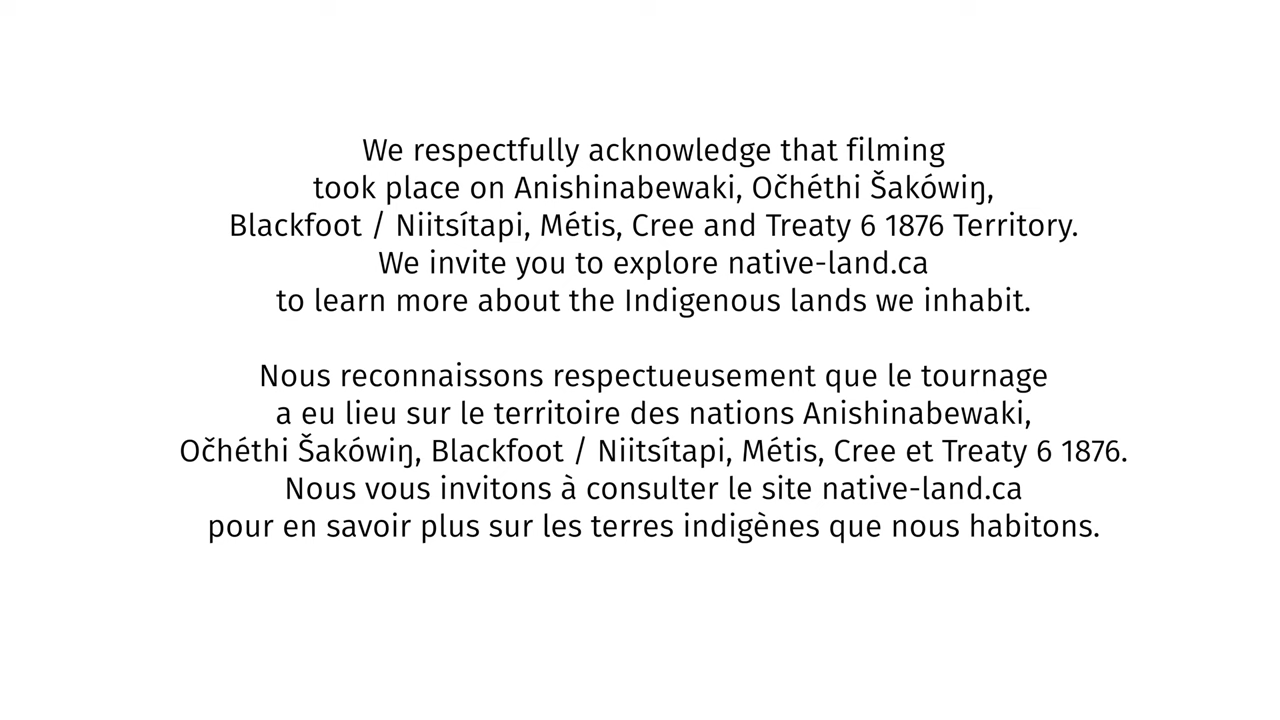 We respectfully acknowledge that filming
took place on Anishinabewaki, Očhéthi Šakówiŋ,
Blackfoot / Niitsítapi, Métis, Cree and Treaty 6 1876 Territory.
We invite you to explore native-land.ca
to learn more about the Indigenous lands we inhabit.
Nous reconnaissons respectueusement que le tournage
a eu lieu sur le territoire des nations Anishinabewaki,
Očhéthi Šakówiŋ, Blackfoot / Niitsítapi, Métis, Cree et Treaty 6 1876.
Nous vous invitons à consulter le site native-land.ca
pour en savoir plus sur les terres indigènes que nous habitons.